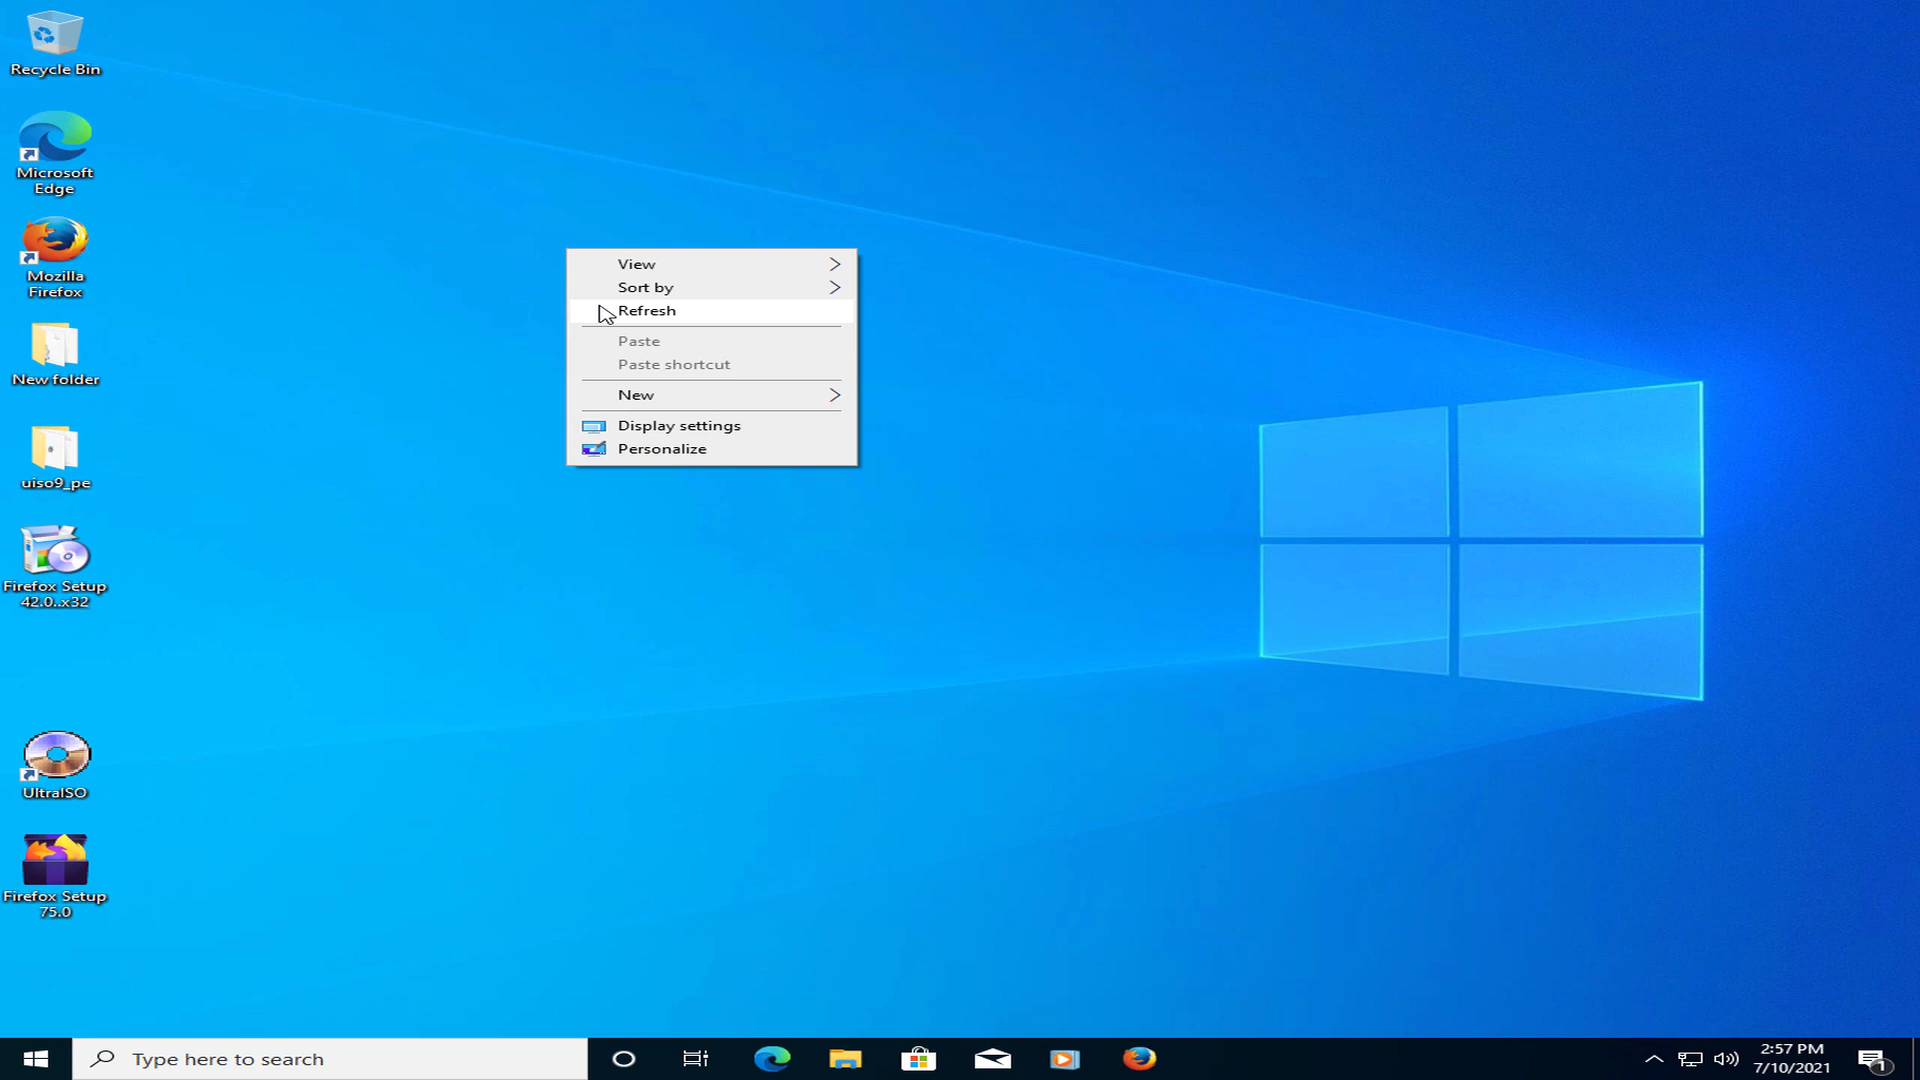 Recycle Bin
Microsoft
Edge
Mozilla
Firefox
New folder
uiso9_pe
Firefox Setup
42.0..x32
UltraISO
Firefox Setup
75.0
View
Sort by
Refresh
Paste
Paste shortcut
New
Display settings
Personalize
Type here to search
2:57 PM
7/10/2021
1